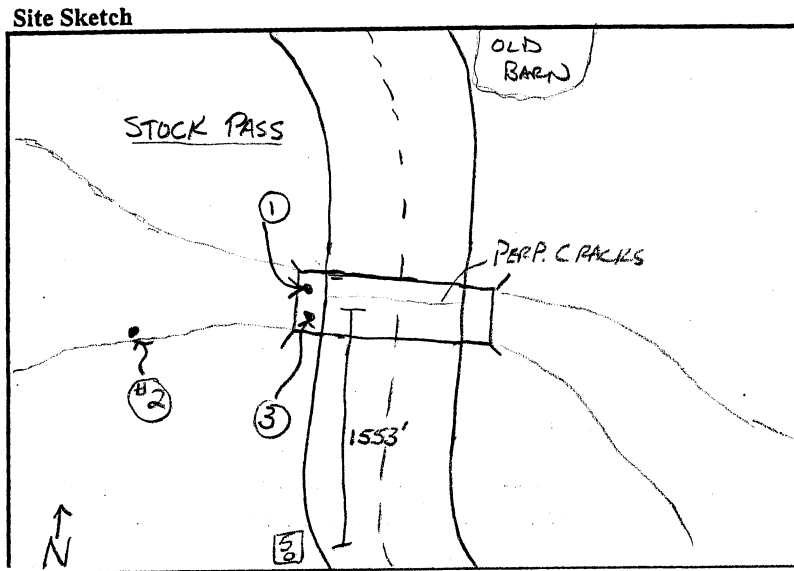 Site Sketch
OLD
BARN
STOCK PASS
1
PERP. CRACKS
#2
3
1553'
N